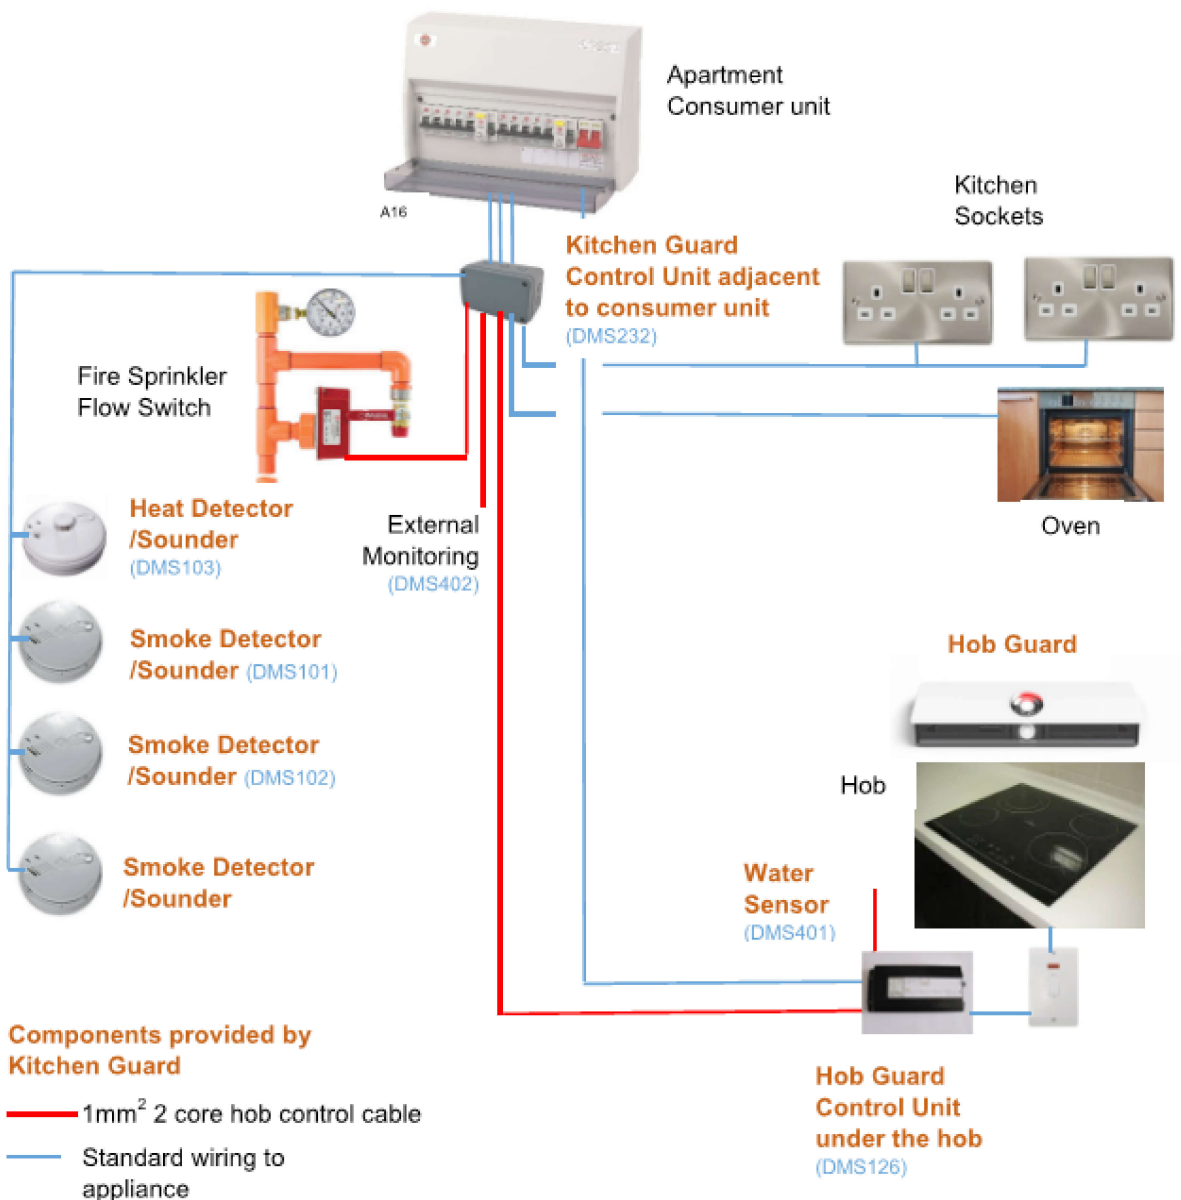 Apartment
Consumer unit
A16
Kitchen
Sockets
Kitchen Guard
Control Unit adjacent
to consumer unit
(DMS232)
Fire Sprinkler
Flow Switch
Oven
Heat Detector
/Sounder
(DMS103)
External
Monitoring
(DMS402)
Smoke Detector
/Sounder (DMS101)
Hob Guard
Smoke Detector
/Sounder (DMS102)
Hob
Smoke Detector
/Sounder
Water
Sensor
(DMS401)
Components provided by
Kitchen Guard
1mm² 2 core hob control cable
Standard wiring to
appliance
Hob Guard
Control Unit
under the hob
(DMS126)